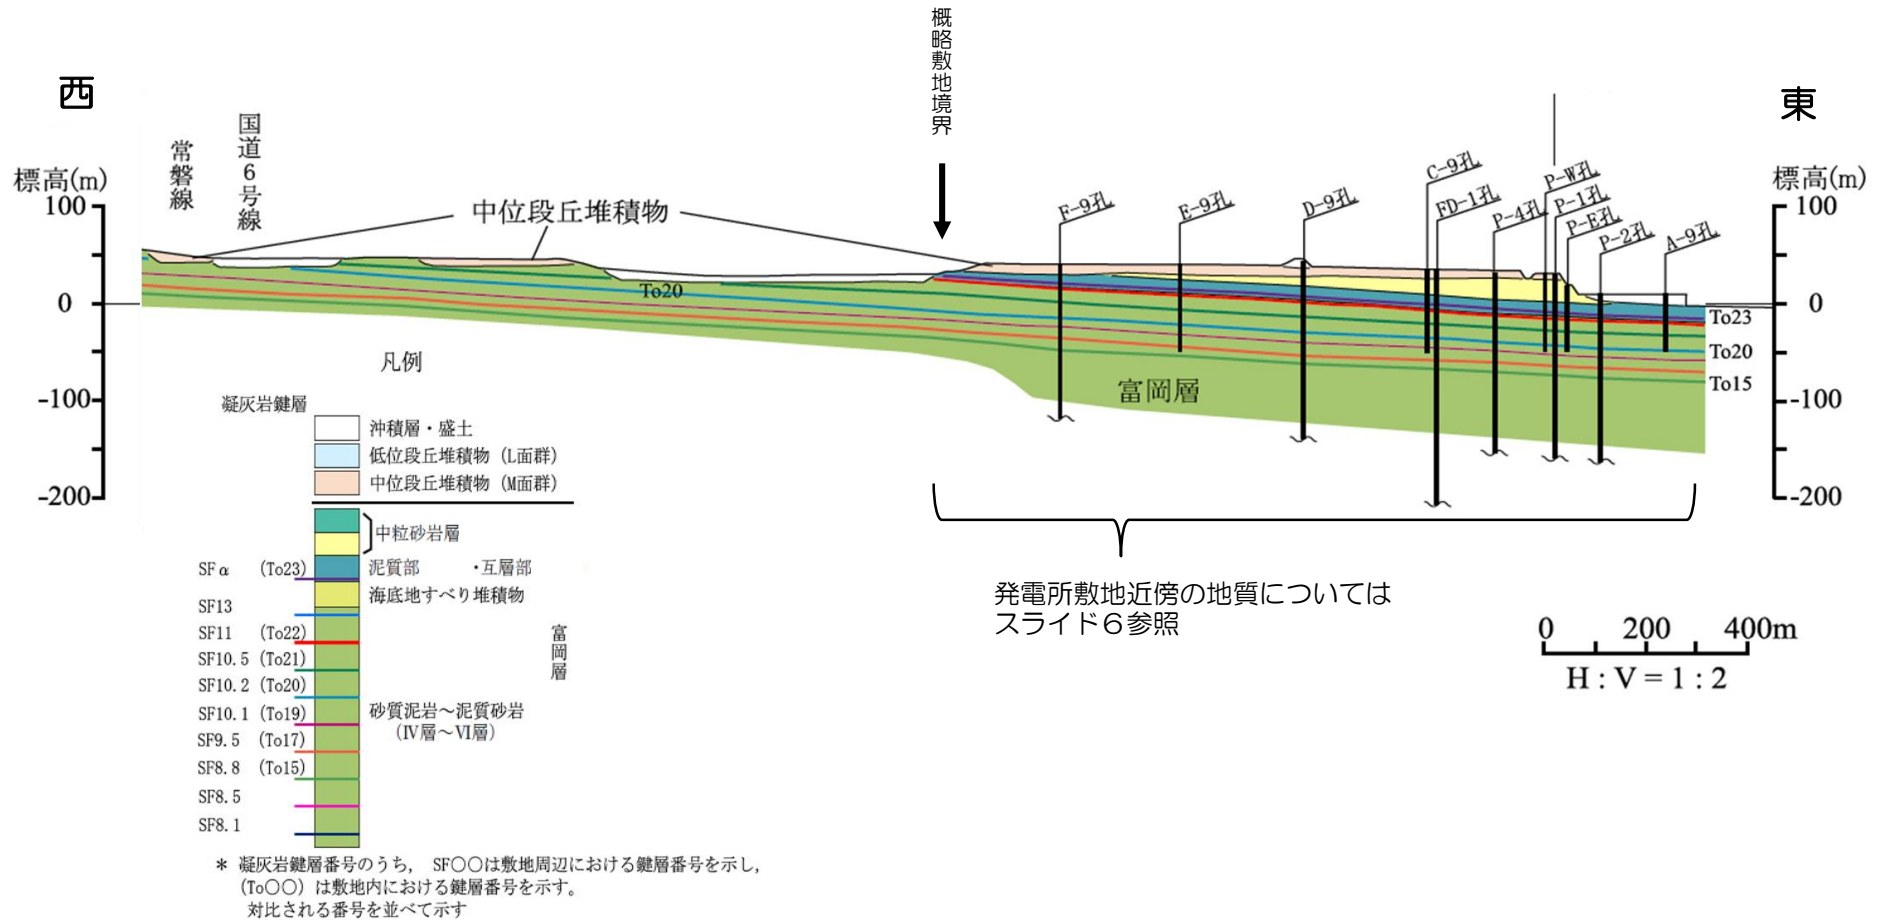 概略敷地境界
西
東
常磐線
国道6号線
標高(m)
100
0
-100
-200
中位段丘堆積物
F-9孔
E-9孔
D-9孔
C-9孔
FD-1孔
P-4孔
P-W孔
P-1孔
P-E孔
P-2孔
A-9孔
標高(m)
100
0
-100
-200
To20
To23
To20
To15
富岡層
凡例
凝灰岩鍵層
沖積層・盛土
低位段丘堆積物（L面群）
中位段丘堆積物（M面群）
中粒砂岩層
SFα (To23) 泥質部 ・互層部
海底地すべり堆積物
SF13
SF11 (To22)
SF10.5 (To21)
SF10.2 (To20)
SF10.1 (To19)
SF9.5 (To17)
SF8.8 (To15)
SF8.5
SF8.1
砂質泥岩～泥質砂岩
（Ⅳ層～Ⅵ層）
富岡層
発電所敷地近傍の地質については
スライド６参照
0 200 400m
H : V = 1 : 2
＊ 凝灰岩鍵層番号のうち， SF〇〇は敷地周辺における鍵層番号を示し，
(To〇〇) は敷地内における鍵層番号を示す。
対比される番号を並べて示す